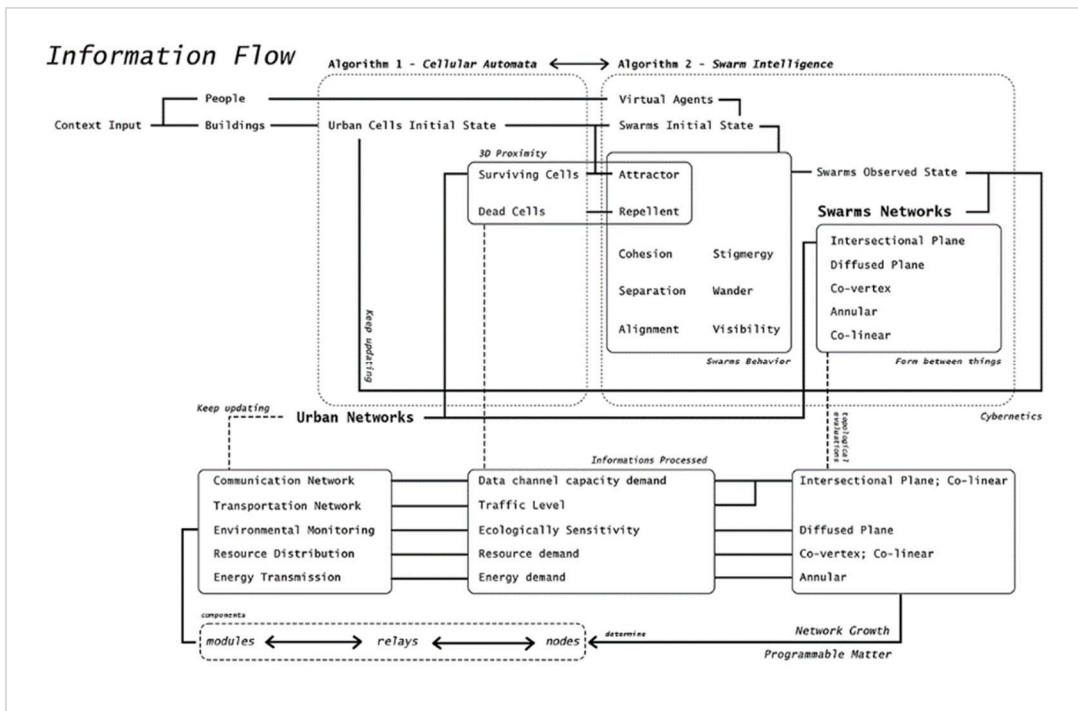 Information Flow
Algorithm 1 - Cellular Automata
Algorithm 2 - Swarm Intelligence
People
Virtual Agents
Context Input
Buildings
Urban Cells Initial State
Swarms Initial State
3D Proximity
Surviving Cells
Attractor
Swarms Observed State
Dead Cells
Repellent
Swarms Networks
Intersectional Plane
Cohesion
Stigmergy
Diffused Plane
Separation
Wander
Co-vertex
Annular
Alignment
Visibility
Co-linear
Keep updating
Swarms Behavior
Form between things
Keep updating
Urban Networks
Cybernetics
topological
evaluations
Informations Processed
Communication Network
Data channel capacity demand
Intersectional Plane; Co-linear
Transportation Network
Traffic Level
Environmental Monitoring
Ecologically Sensitivity
Diffused Plane
Resource Distribution
Resource demand
Co-vertex; Co-linear
Energy Transmission
Energy demand
Annular
components
modules
relays
nodes
determine
Network Growth
Programmable Matter